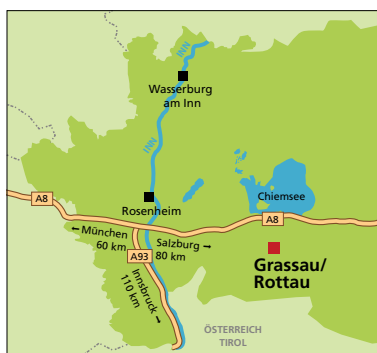 INN
Wasserburg
am Inn
INN
Chiemsee
A8
Rosenheim
A8
← München
60 km
Salzburg →
80 km
A93
Innsbruck →
110 km
Grassau/
Rottau
ÖSTERREICH
TIROL